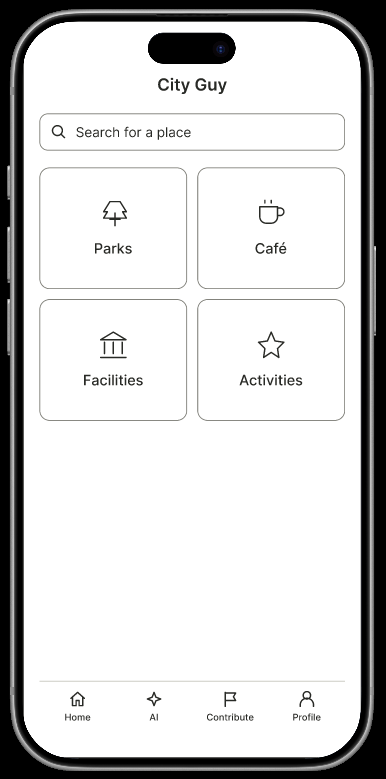 City Guy
Search for a place
Parks
Café
Facilities
Activities
Home
AI
Contribute
Profile